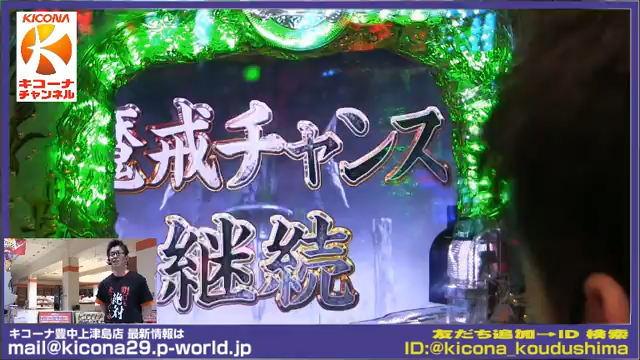 KICONA
キコーナ
チャンネル
魔戒チャンス
継続
絶対
キコーナ豊中上津島店 最新情報は
mail@kicona29.p-world.jp
友だち追加→ID 検索
ID:@kicona_koudushima